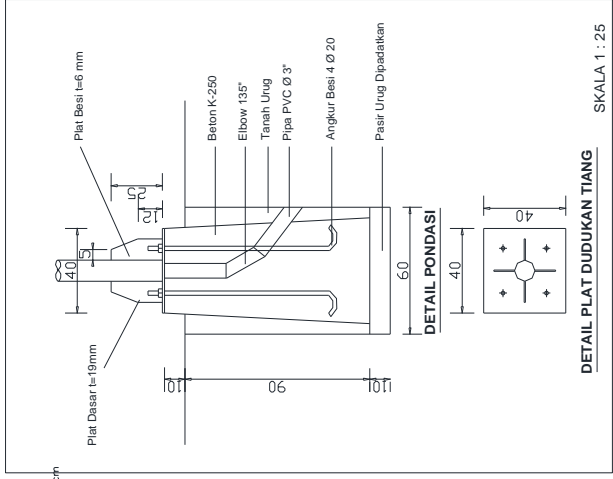 Plat Besi t=6 mm
Plat Dasar t=19mm
25
12
5
40
10
90
10
60
Beton K-250
Elbow 135°
Tanah Urug
Pipa PVC Ø 3"
Angkur Besi 4 Ø 20
Pasir Urug Dipadatkan
DETAIL PONDASI
40
40
DETAIL PLAT DUDUKAN TIANG
SKALA 1 : 25
cm